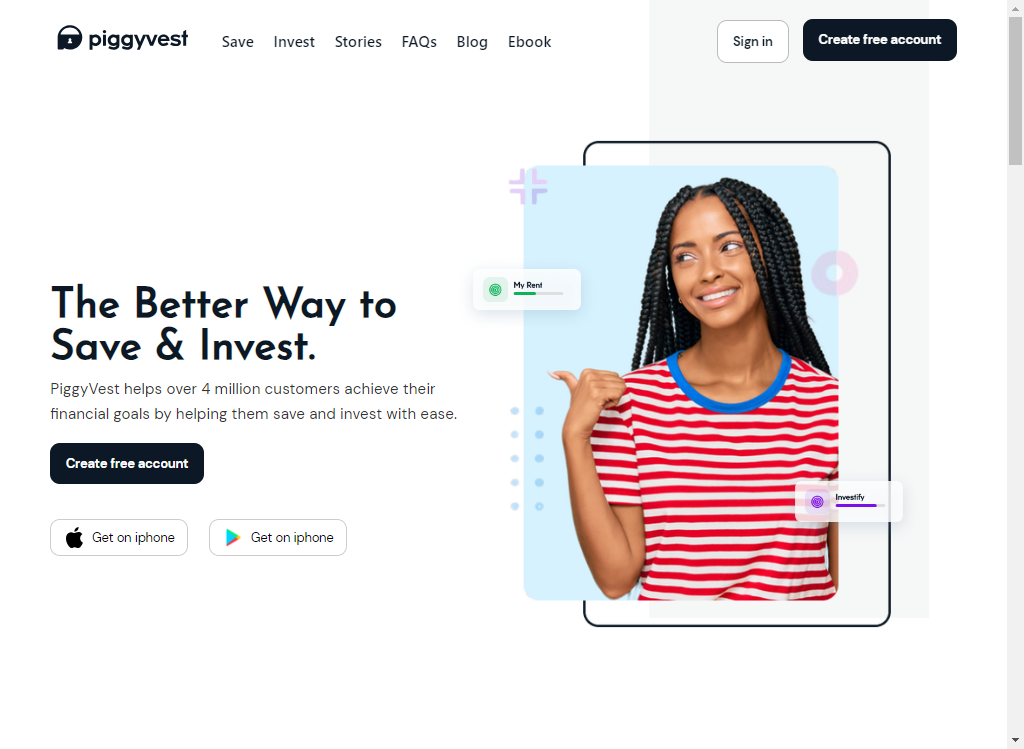 piggyvest
Save Invest Stories FAQs Blog Ebook
Sign in
Create free account
My Rent
The Better Way to
Save & Invest.
PiggyVest helps over 4 million customers achieve their
financial goals by helping them save and invest with ease.
Create free account
Investify
Get on iphone
Get on iphone